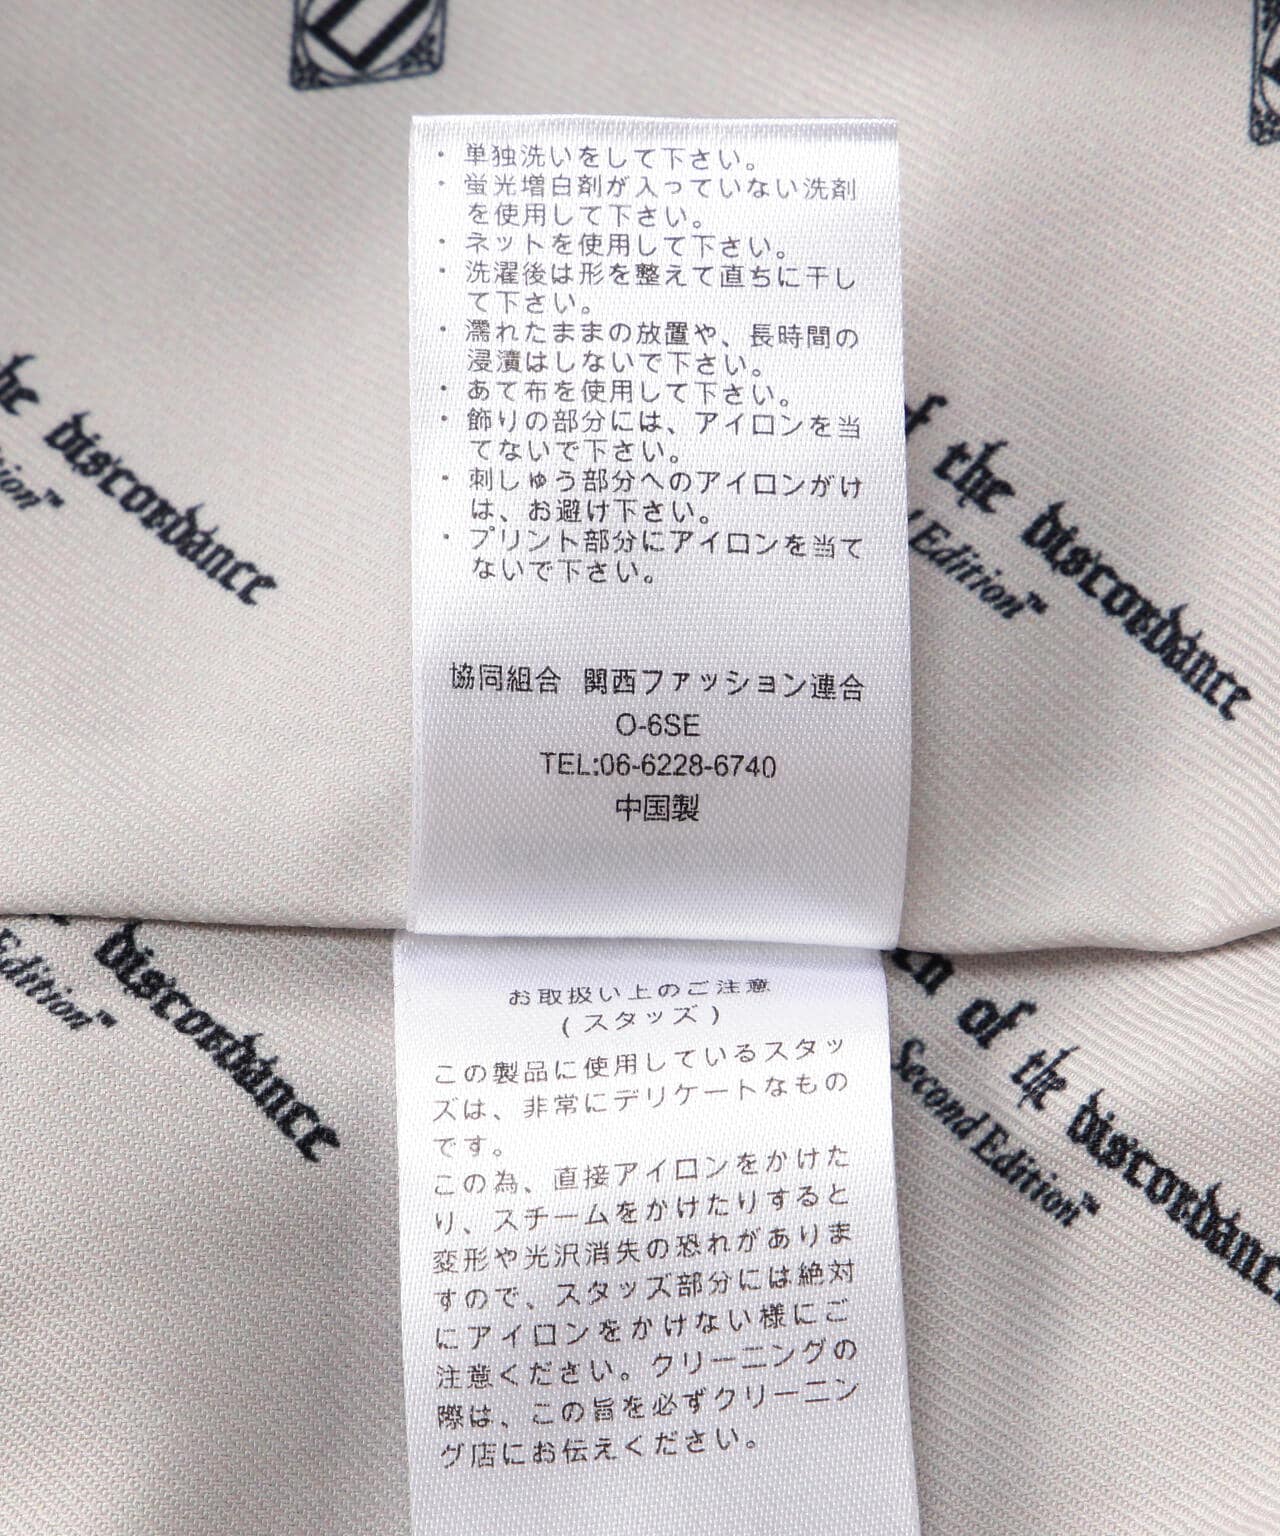 ・単独洗いをして下さい。
・蛍光増白剤が入っていない洗剤
を使用して下さい。
・ネットを使用して下さい。
・洗濯後は形を整えて直ちに干し
て下さい。
・濡れたままの放置や、長時間の
浸漬はしないで下さい。
・あて布を使用して下さい。
・飾りの部分には、アイロンを当
てないで下さい。
・刺しゅう部分へのアイロンがけ
は、お避け下さい。
・プリント部分にアイロンを当て
ないで下さい。
協同組合 関西ファッション連合
O-6SE
TEL:06-6228-6740
中国製
お取扱い上のご注意
(スタッズ)
この製品に使用しているスタッ
ズは、非常にデリケートなもの
です。
この為、直接アイロンをかけた
り、スチームをかけたりすると
変形や光沢消失の恐れがありま
すので、スタッズ部分には絶対
にアイロンをかけない様にご
注意ください。クリーニングの
際は、この旨を必ずクリーニン
グ店にお伝えください。
the discordance
of the discordance
Edition™
discordance
Edition™
of the discordance
Second Edition™